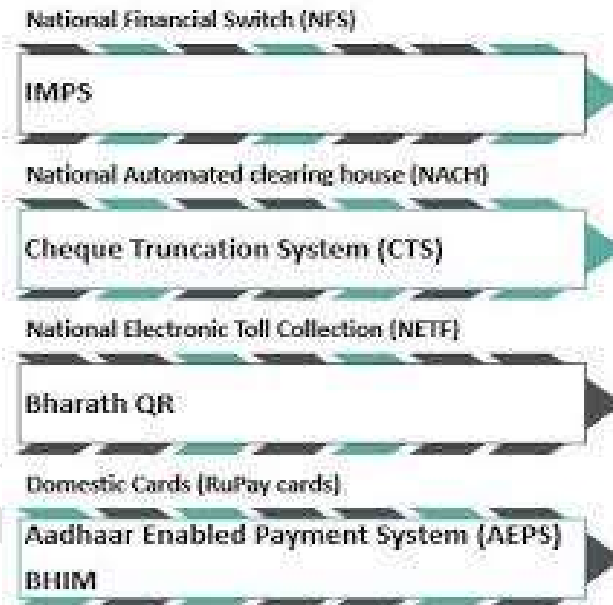 National Financial Switch (NFS)
IMPS
National Automated clearing house (NACH)
Cheque Truncation System (CTS)
National Electronic Toll Collection (NETF)
Bharath QR
Domestic Cards (RuPay cards)
Aadhaar Enabled Payment System (AEPS)
BHIM